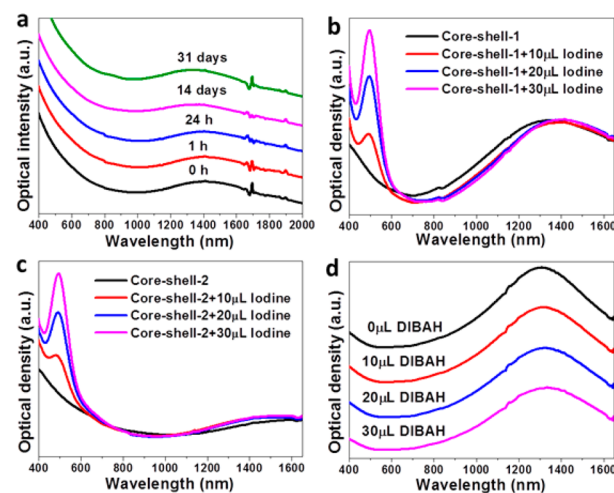 a
Optical intensity (a.u.)
31 days
14 days
24 h
1 h
0 h
400 600 800 1000 1200 1400 1600 1800 2000
Wavelength (nm)
b
Optical density (a.u.)
Core-shell-1
Core-shell-1+10μL Iodine
Core-shell-1+20μL Iodine
Core-shell-1+30μL Iodine
400 600 800 1000 1200 1400 1600
Wavelength (nm)
c
Optical density (a.u.)
Core-shell-2
Core-shell-2+10μL Iodine
Core-shell-2+20μL Iodine
Core-shell-2+30μL Iodine
400 600 800 1000 1200 1400 1600
Wavelength (nm)
d
Optical density (a.u.)
0μL DIBAH
10μL DIBAH
20μL DIBAH
30μL DIBAH
400 600 800 1000 1200 1400 1600
Wavelength (nm)